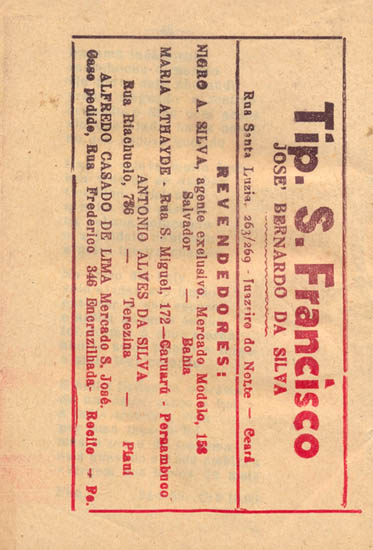 Tip. S. Francisco
JOSE' BERNARDO DA SILVA
Rua Santa Luzia, 263/269 - Juazeiro do Norte — Ceará
REVENDEDORES:
NIGRO A. SILVA, agente exclusivo. Mercado Modelo, 158
Salvador — Bahia
MARIA ATHAYDE - Rua S. Miguel, 172—Caruarú - Pernambuco
ANTONIO ALVES DA SILVA
Rua Riachuelo, 786 — Terezina — Piauí
ALFREDO CASADO DE LIMA Mercado S. José.
Caso pedido, Rua Frederico 346 Encruzilhada- Recife — Pe.